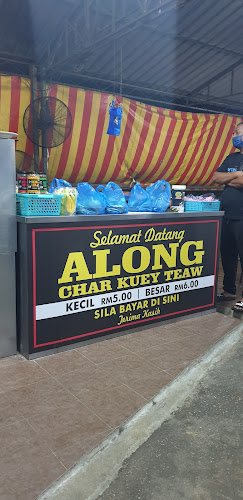 Selamat Datang
ALONG
CHAR KUEY TEAW
KECIL RM5.00 | BESAR RM6.00
SILA BAYAR DI SINI
Terima Kasih